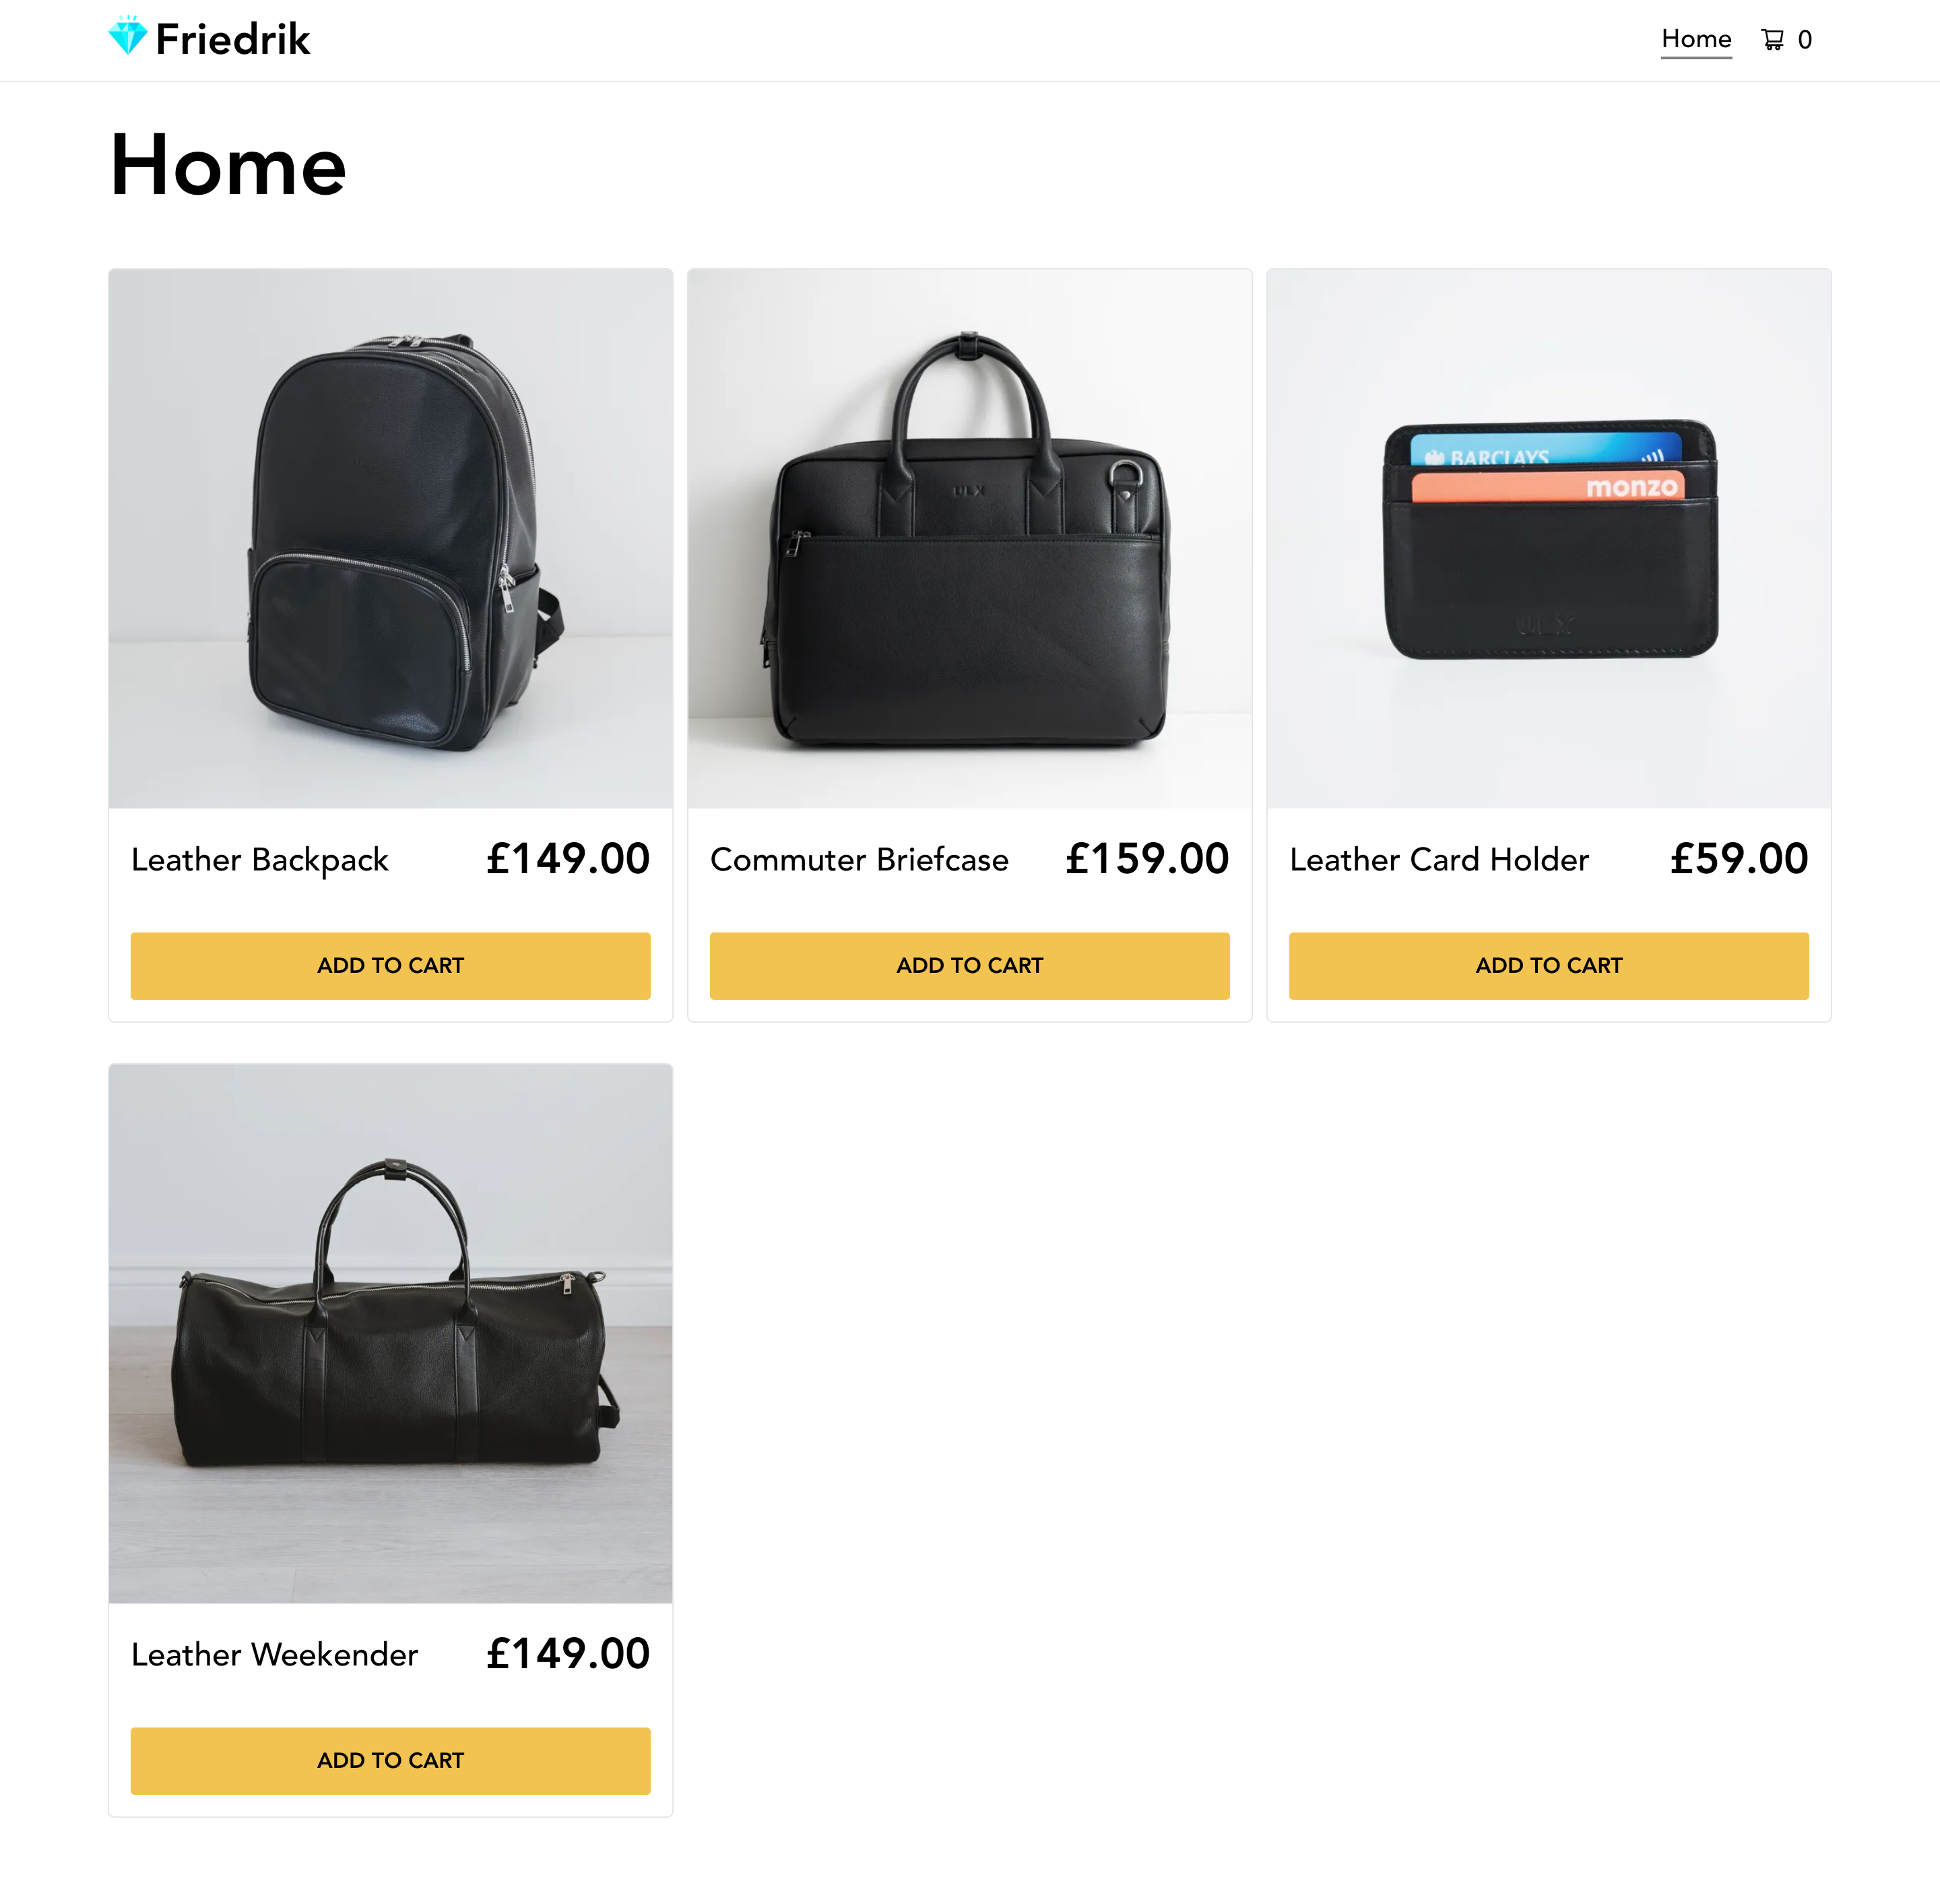 Friedrik
Home
0
Home
ULX
BARCLAYS
monzo
ULX
Leather Backpack £149.00
Commuter Briefcase £159.00
Leather Card Holder £59.00
ADD TO CART
ADD TO CART
ADD TO CART
Leather Weekender £149.00
ADD TO CART